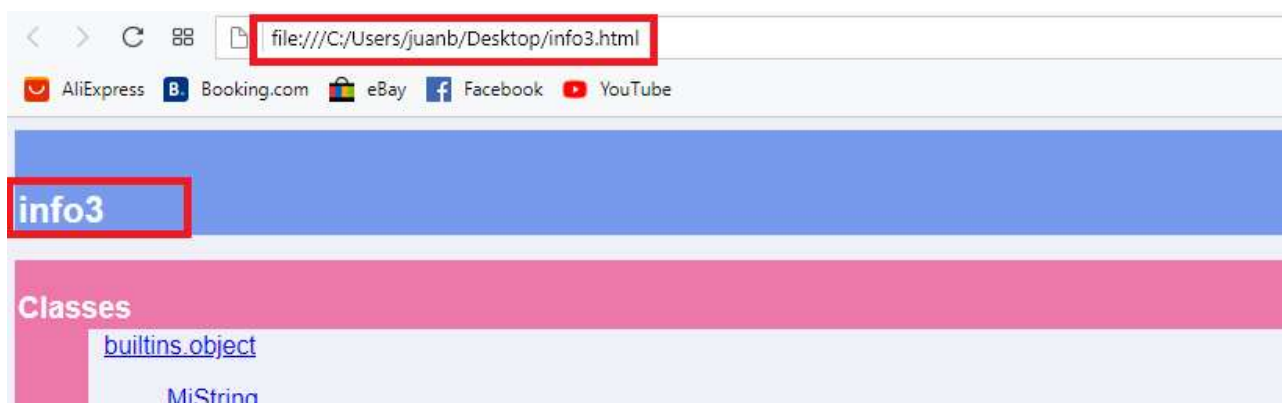 file:///C:/Users/juanb/Desktop/info3.html
AliExpress B. Booking.com eBay f Facebook YouTube
info3
Classes
builtins.object
MiString